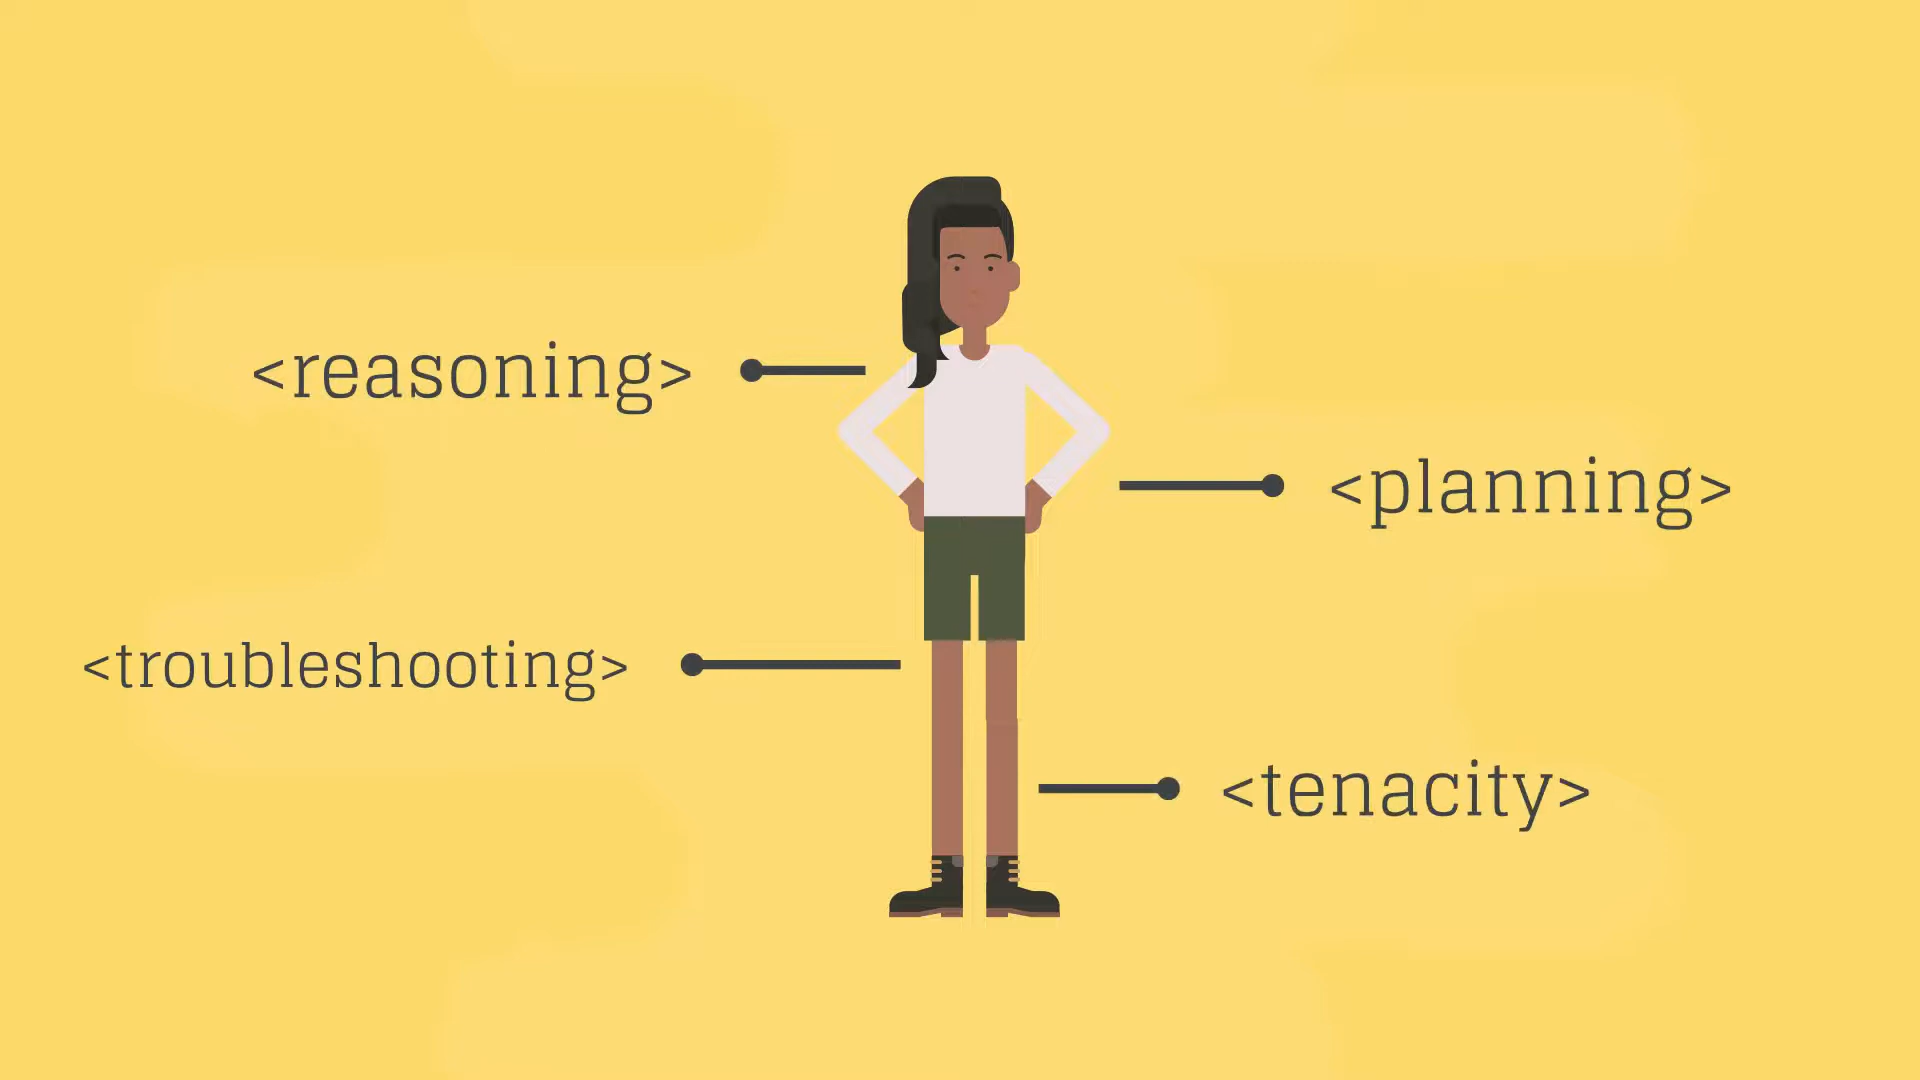 <reasoning>
<planning>
<troubleshooting>
<tenacity>